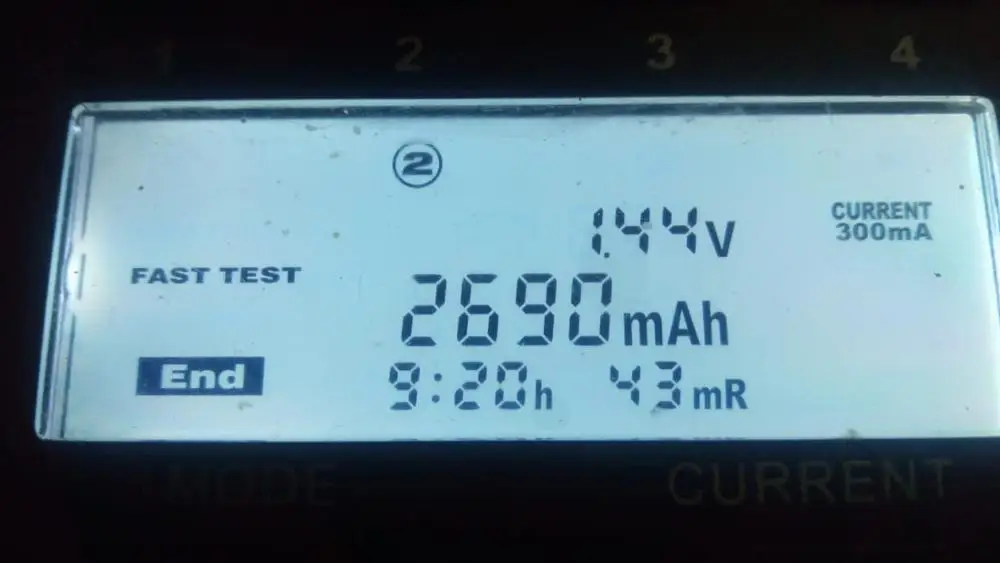 1 2 3 4
2
1.44V
CURRENT
300mA
FAST TEST
2690mAh
End
9:20h 43mR
MODE CURRENT